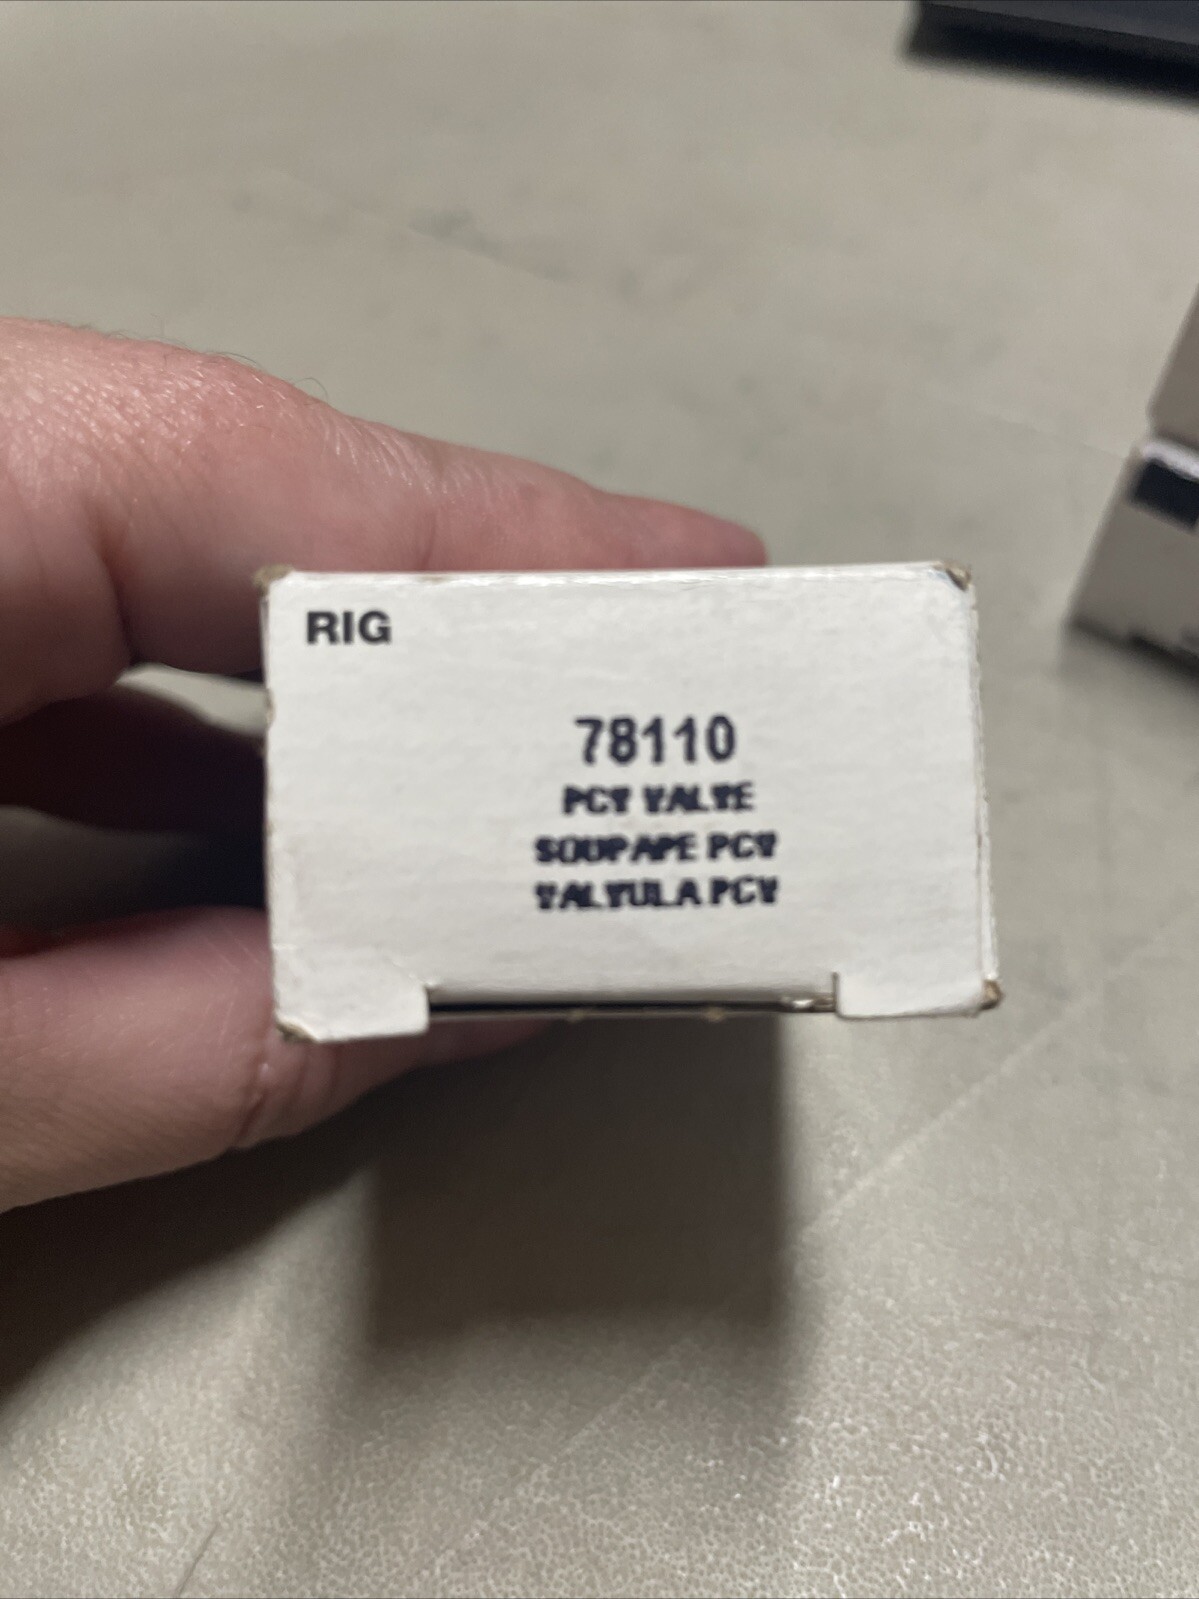 RIG
78110
PCV VALVE
SOUPAPE PCV
VALVULA PCV